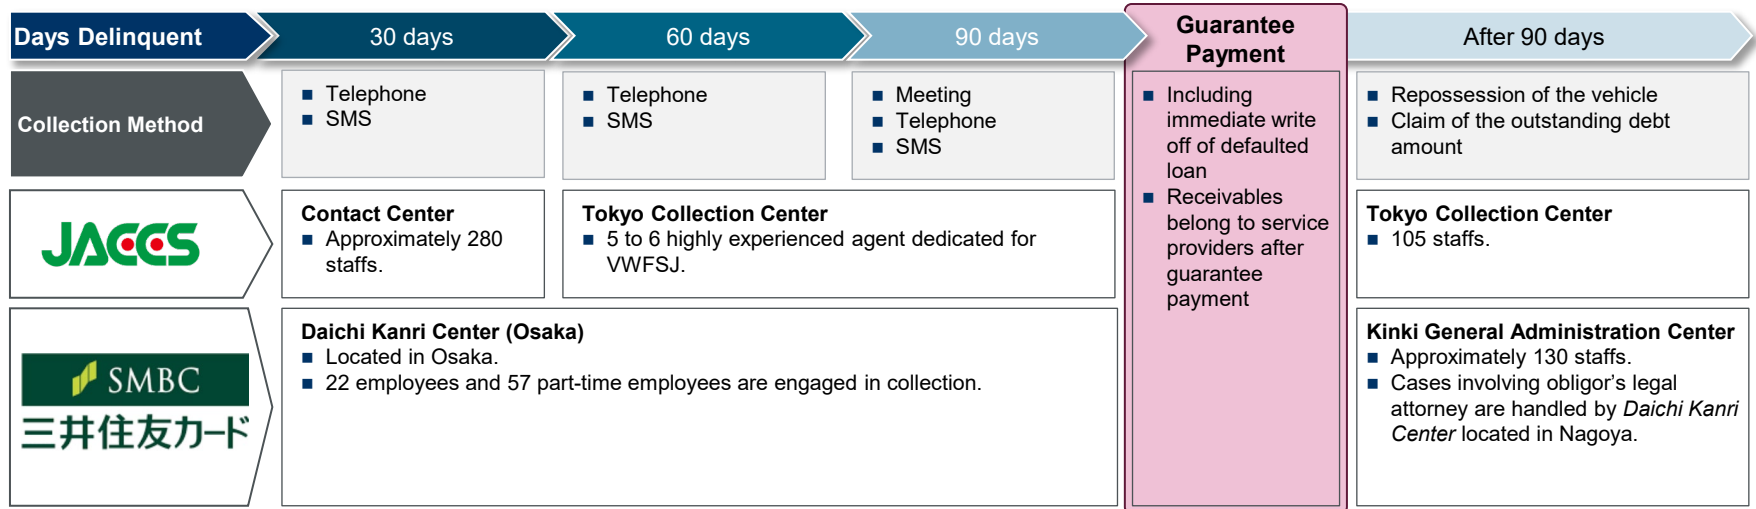 Days Delinquent
30 days
60 days
90 days
Guarantee
Payment
After 90 days
Collection Method
■ Telephone
■ SMS
■ Telephone
■ SMS
■ Meeting
■ Telephone
■ SMS
■ Including
immediate write
off of defaulted
loan
■ Receivables
belong to service
providers after
guarantee
payment
■ Repossession of the vehicle
■ Claim of the outstanding debt
amount
JACCS
Contact Center
■ Approximately 280
staffs.
Tokyo Collection Center
■ 5 to 6 highly experienced agent dedicated for
VWFSJ.
Tokyo Collection Center
■ 105 staffs.
SMBC
三井住友カード
Daichi Kanri Center (Osaka)
■ Located in Osaka.
■ 22 employees and 57 part-time employees are engaged in collection.
Kinki General Administration Center
■ Approximately 130 staffs.
■ Cases involving obligor's legal
attorney are handled by Daichi Kanri
Center located in Nagoya.